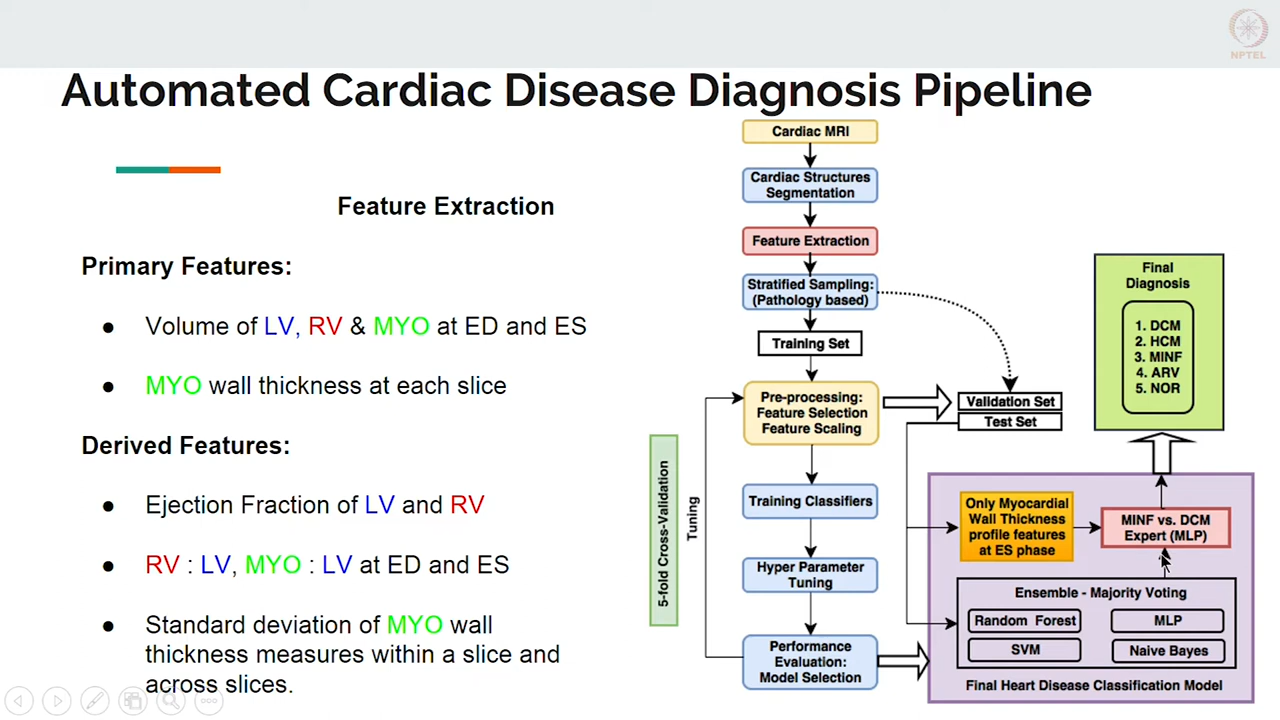 NPTEL
Automated Cardiac Disease Diagnosis Pipeline
Feature Extraction
Primary Features:
● Volume of LV, RV & MYO at ED and ES
● MYO wall thickness at each slice
Derived Features:
● Ejection Fraction of LV and RV
● RV : LV, MYO : LV at ED and ES
● Standard deviation of MYO wall
thickness measures within a slice and
across slices.
Cardiac MRI
Cardiac Structures
Segmentation
Feature Extraction
Stratified Sampling:
(Pathology based)
Training Set
Pre-processing:
Feature Selection
Feature Scaling
Training Classifiers
Hyper Parameter
Tuning
Performance
Evaluation:
Model Selection
5-fold Cross-Validation
Tuning
Validation Set
Test Set
Final
Diagnosis
1. DCM
2. HCM
3. MINF
4. ARV
5. NOR
Only Myocardial
Wall Thickness
profile features
at ES phase
MINF vs. DCM
Expert (MLP)
Ensemble - Majority Voting
Random Forest
MLP
SVM
Naive Bayes
Final Heart Disease Classification Model